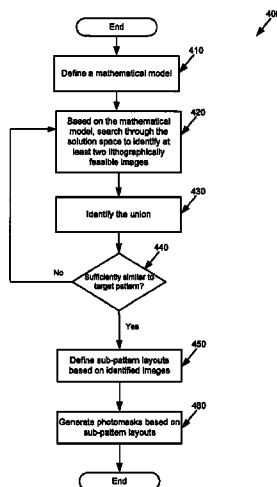 400
End
410
Define a mathematical model
420
Based on the mathematical
model, search through the
solution space to identify at
least two lithographically
feasible images
430
Identify the union
440
Sufficiently similar to
target pattern?
No
Yes
450
Define sub-pattern layouts
based on identified images
460
Generate photomasks based on
sub-pattern layouts
End